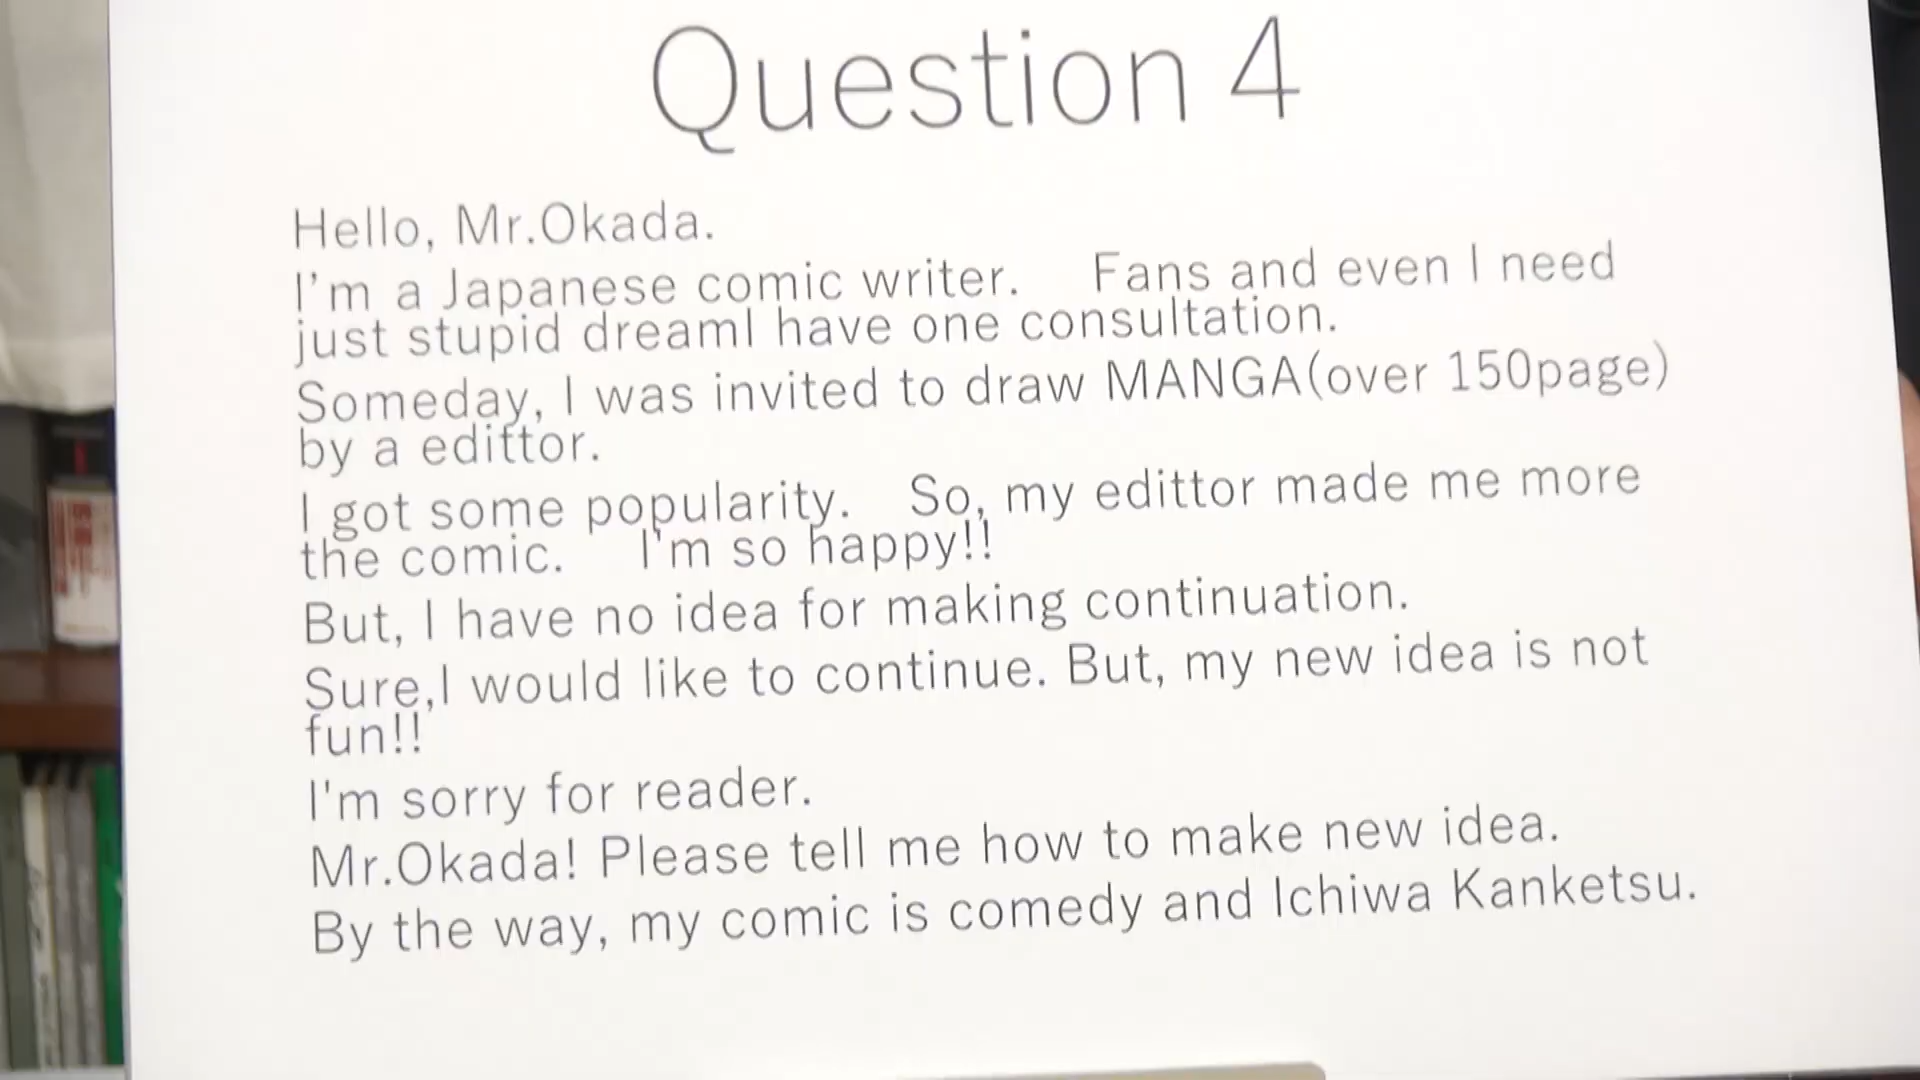 Question 4
Hello, Mr.Okada.
I'm a Japanese comic writer. Fans and even I need
just stupid dreamI have one consultation.
Someday, I was invited to draw MANGA(over 150page)
by a edittor.
I got some popularity. So, my edittor made me more
the comic. I'm so happy!!
But, I have no idea for making continuation.
Sure,I would like to continue. But, my new idea is not
fun!!
I'm sorry for reader.
Mr.Okada! Please tell me how to make new idea.
By the way, my comic is comedy and Ichiwa Kanketsu.